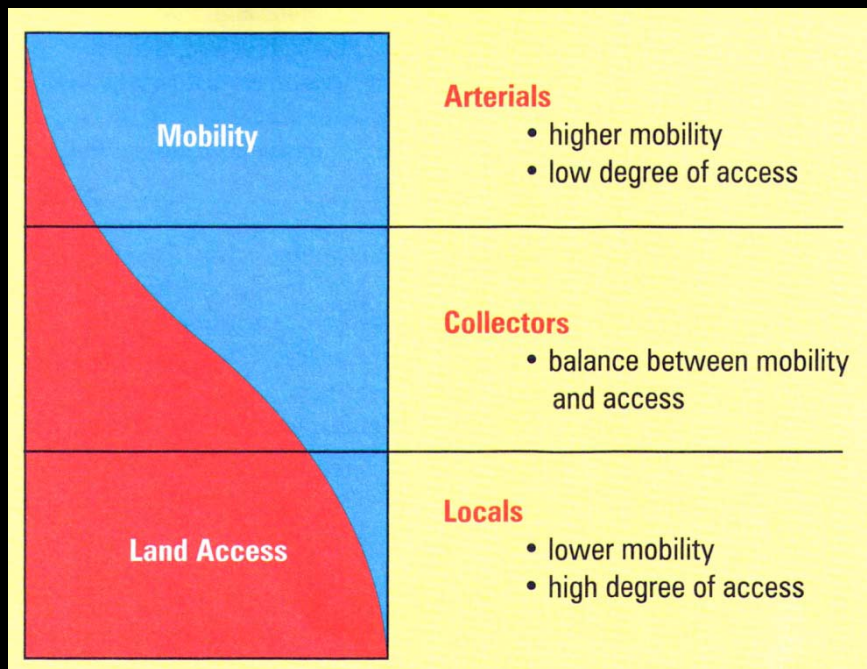 Mobility
Arterials
• higher mobility
• low degree of access
Collectors
• balance between mobility
and access
Land Access
Locals
• lower mobility
• high degree of access